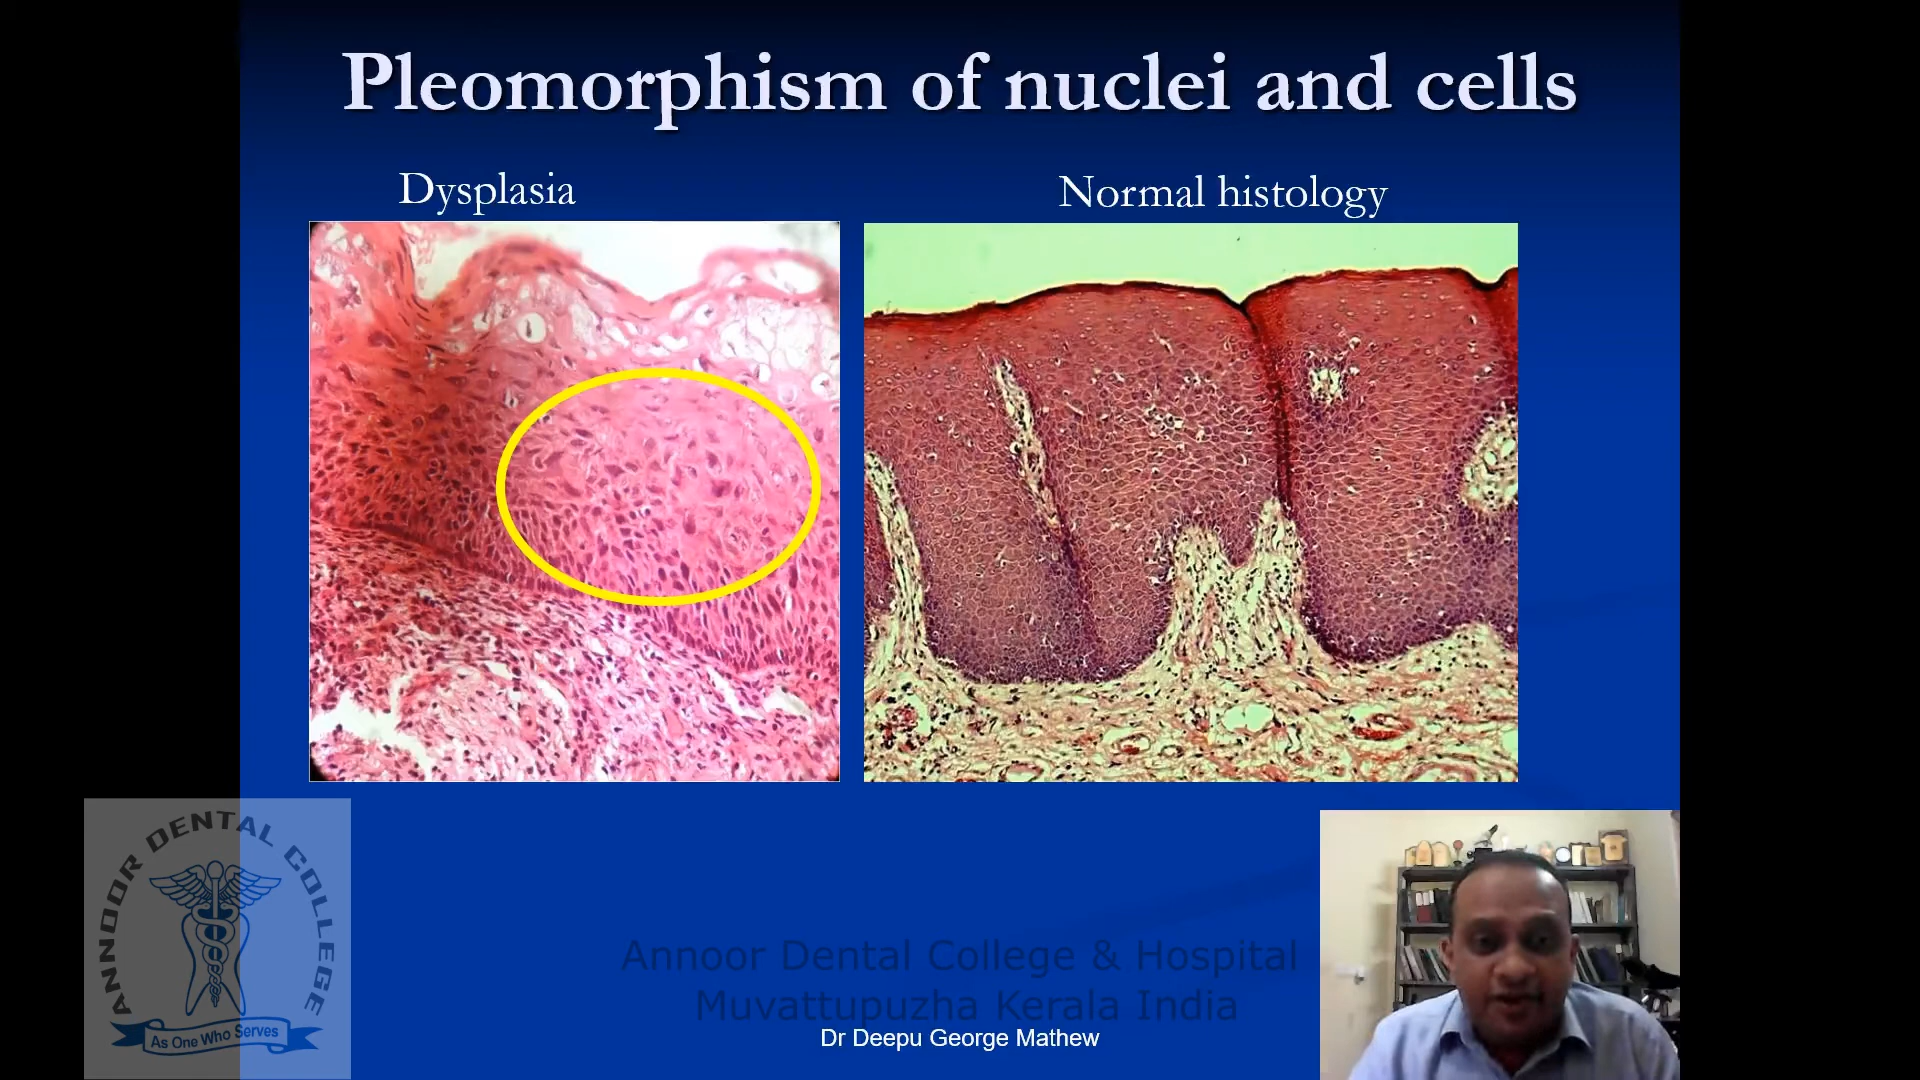 Pleomorphism of nuclei and cells
Dysplasia
Normal histology
ANNOOR DENTAL COLLEGE
As One Who Serves
Annoor Dental College & Hospital
Muvattupuzha Kerala India
Dr Deepu George Mathew